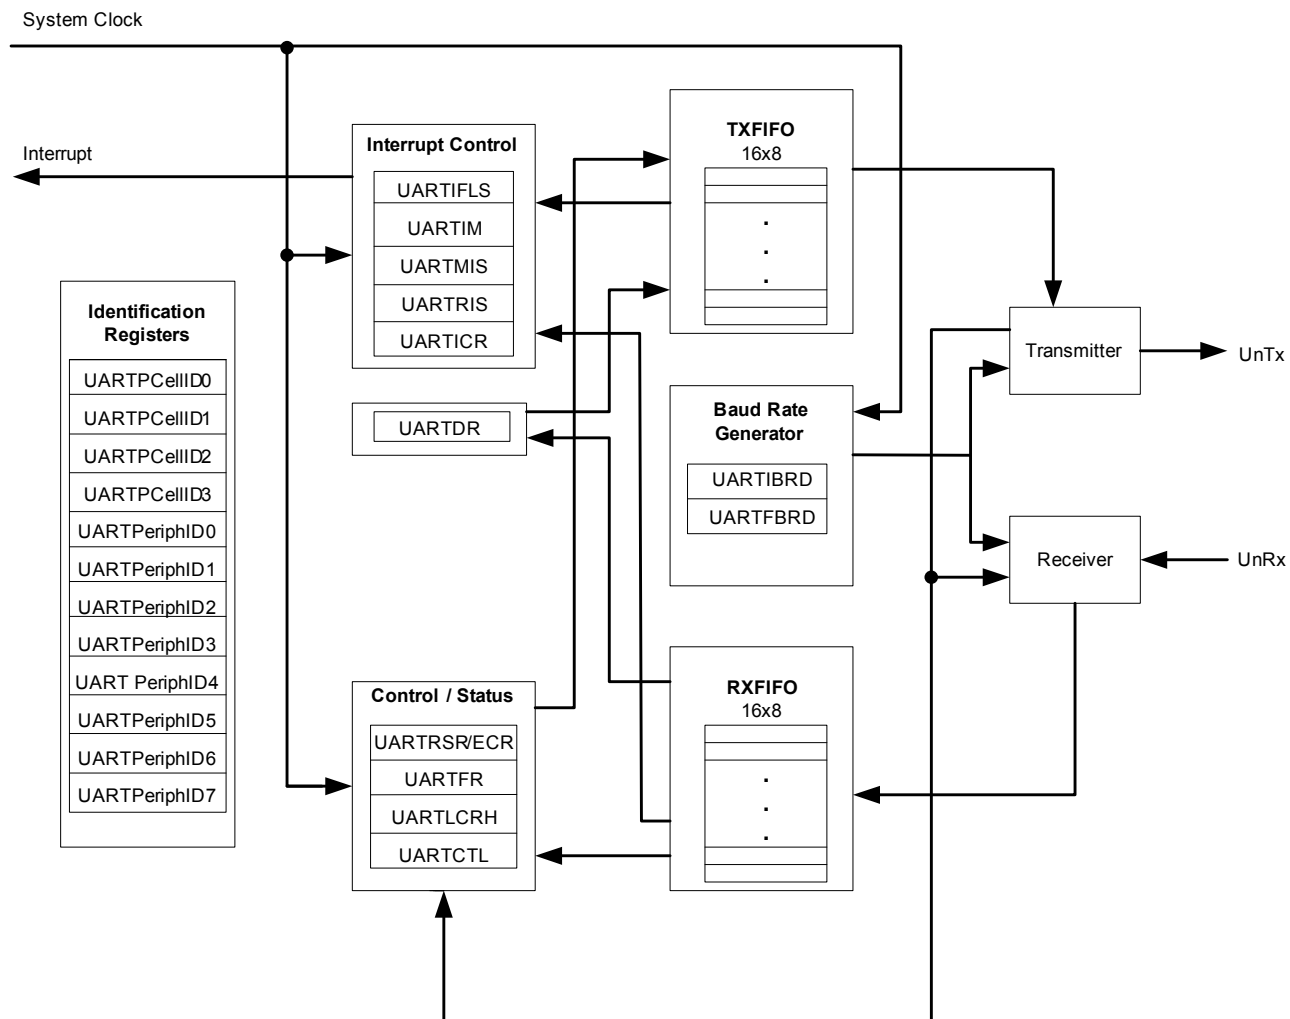 System Clock
Interrupt
Interrupt Control
UARTIFLS
UARTIM
UARTMIS
UARTRIS
UARTICR
Identification
Registers
UARTPCellID0
UARTPCellID1
UARTPCellID2
UARTPCellID3
UARTPeriphID0
UARTPeriphID1
UARTPeriphID2
UARTPeriphID3
UART PeriphID4
UARTPeriphID5
UARTPeriphID6
UARTPeriphID7
UARTDR
Control / Status
UARTRSR/ECR
UARTFR
UARTLCRH
UARTCTL
TXFIFO
16x8
.
.
.
Baud Rate
Generator
UARTIBRD
UARTFBRD
RXFIFO
16x8
.
.
.
Transmitter
UnTx
Receiver
UnRx